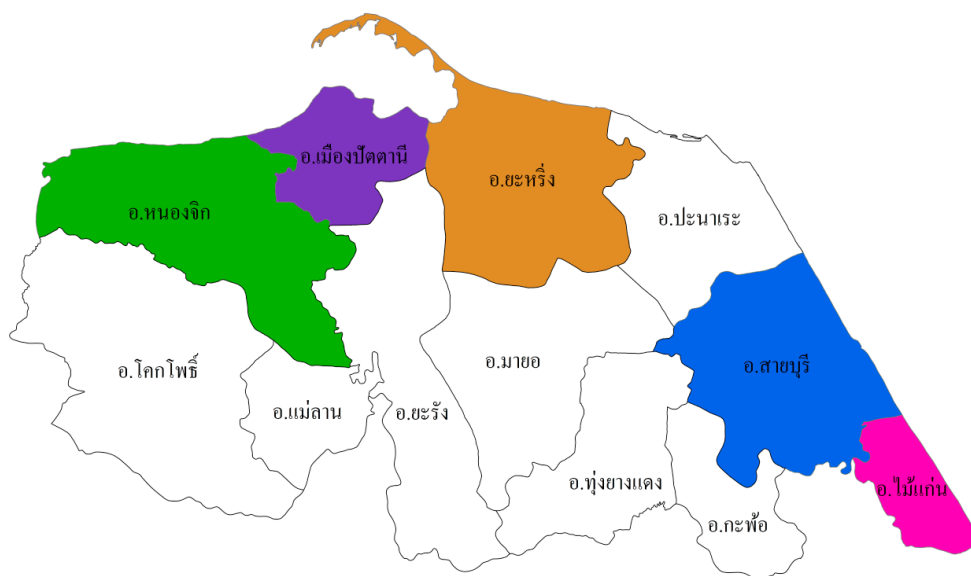 อ.เมืองปัตตานี
อ.ยะหริ่ง
อ.หนองจิก
อ.ปะนาเระ
อ.โคกโพธิ์
อ.มายอ
อ.สายบุรี
อ.แม่ลาน
อ.ยะรัง
อ.ทุ่งยางแดง
อ.ไม้แก่น
อ.กะพ้อ